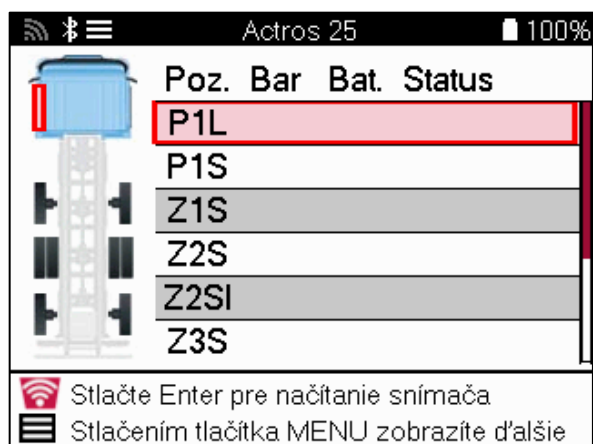 Actros 25 100%
Poz. Bar Bat. Status
P1L
P1S
Z1S
Z2S
Z2SI
Z3S
Stlačte Enter pre načítanie snímača
Stlačením tlačítka MENU zobrazíte ďalšie